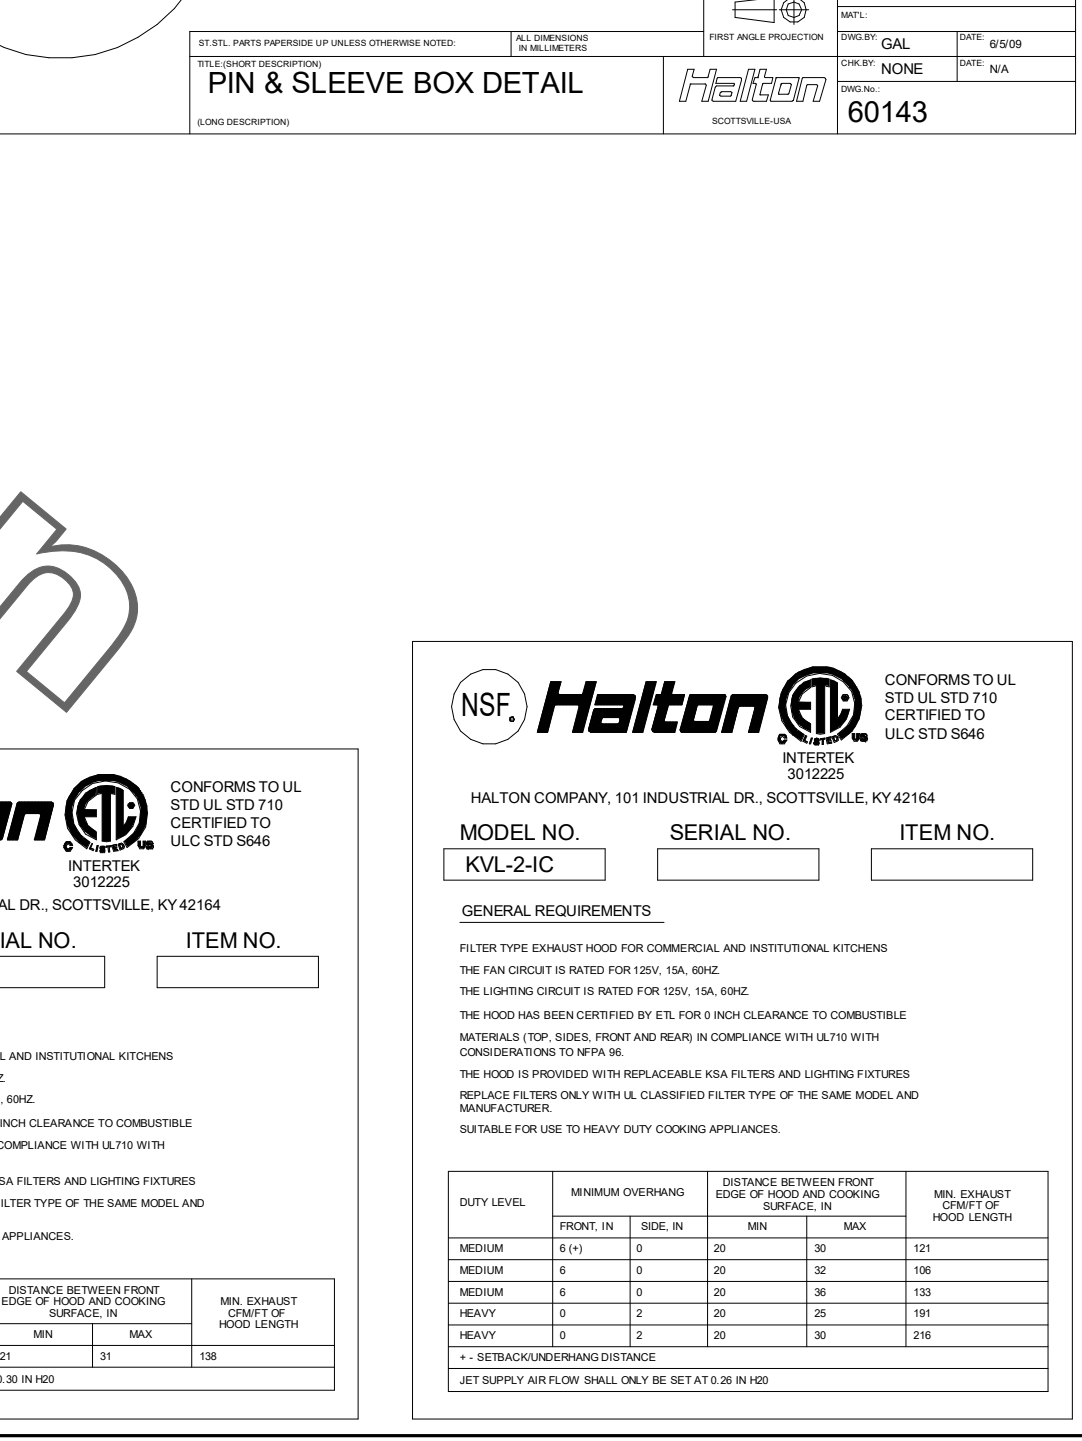 MAT'L:
ST.STL. PARTS PAPERSIDE UP UNLESS OTHERWISE NOTED:
ALL DIMENSIONS
IN MILLIMETERS
FIRST ANGLE PROJECTION
DWG.BY: GAL
DATE: 6/5/09
TITLE:(SHORT DESCRIPTION)
PIN & SLEEVE BOX DETAIL
(LONG DESCRIPTION)
Halton
SCOTTSVILLE-USA
CHK.BY: NONE
DATE: N/A
DWG.No.:
60143
h
ETL
C LISTED US
INTERTEK
3012225
CONFORMS TO UL
STD UL STD 710
CERTIFIED TO
ULC STD S646
AL DR., SCOTTSVILLE, KY 42164
IAL NO.
ITEM NO.
L AND INSTITUTIONAL KITCHENS
Z.
, 60HZ.
INCH CLEARANCE TO COMBUSTIBLE
COMPLIANCE WITH UL710 WITH
SA FILTERS AND LIGHTING FIXTURES
ILTER TYPE OF THE SAME MODEL AND
APPLIANCES.
DISTANCE BETWEEN FRONT
EDGE OF HOOD AND COOKING
SURFACE, IN
MIN. EXHAUST
CFM/FT OF
HOOD LENGTH
MIN MAX
21 31 138
0.30 IN H20
NSF
Halton
ETL
C LISTED US
INTERTEK
3012225
CONFORMS TO UL
STD UL STD 710
CERTIFIED TO
ULC STD S646
HALTON COMPANY, 101 INDUSTRIAL DR., SCOTTSVILLE, KY 42164
MODEL NO. SERIAL NO. ITEM NO.
KVL-2-IC
GENERAL REQUIREMENTS
FILTER TYPE EXHAUST HOOD FOR COMMERCIAL AND INSTITUTIONAL KITCHENS
THE FAN CIRCUIT IS RATED FOR 125V, 15A, 60HZ.
THE LIGHTING CIRCUIT IS RATED FOR 125V, 15A, 60HZ.
THE HOOD HAS BEEN CERTIFIED BY ETL FOR 0 INCH CLEARANCE TO COMBUSTIBLE
MATERIALS (TOP, SIDES, FRONT AND REAR) IN COMPLIANCE WITH UL710 WITH
CONSIDERATIONS TO NFPA 96.
THE HOOD IS PROVIDED WITH REPLACEABLE KSA FILTERS AND LIGHTING FIXTURES
REPLACE FILTERS ONLY WITH UL CLASSIFIED FILTER TYPE OF THE SAME MODEL AND
MANUFACTURER.
SUITABLE FOR USE TO HEAVY DUTY COOKING APPLIANCES.
DUTY LEVEL
MINIMUM OVERHANG
DISTANCE BETWEEN FRONT
EDGE OF HOOD AND COOKING
SURFACE, IN
MIN. EXHAUST
CFM/FT OF
HOOD LENGTH
FRONT, IN SIDE, IN MIN MAX
MEDIUM 6 (+) 0 20 30 121
MEDIUM 6 0 20 32 106
MEDIUM 6 0 20 36 133
HEAVY 0 2 20 25 191
HEAVY 0 2 20 30 216
+ - SETBACK/UNDERHANG DISTANCE
JET SUPPLY AIR FLOW SHALL ONLY BE SET AT 0.26 IN H20